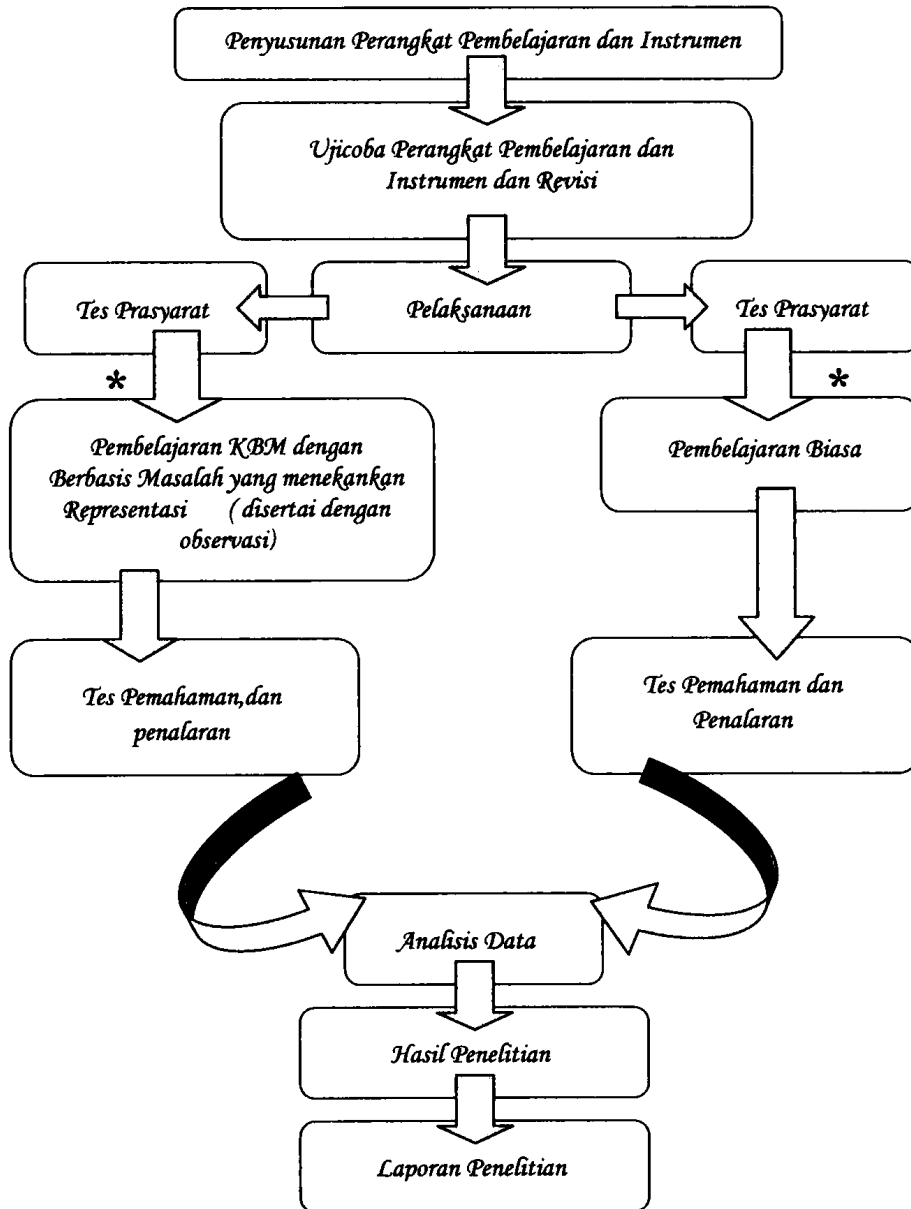 Penyusunan Perangkat Pembelajaran dan Instrumen
Ujicoba Perangkat Pembelajaran dan
Instrumen dan Revisi
Tes Prasyarat
Pelaksanaan
Tes Prasyarat
*
*
Pembelajaran KBM dengan
Berbasis Masalah yang menekankan
Representasi ( disertai dengan
observasi)
Pembelajaran Biasa
Tes Pemahaman,dan
penalaran
Tes Pemahaman dan
Penalaran
Analisis Data
Hasil Penelitian
Laporan Penelitian